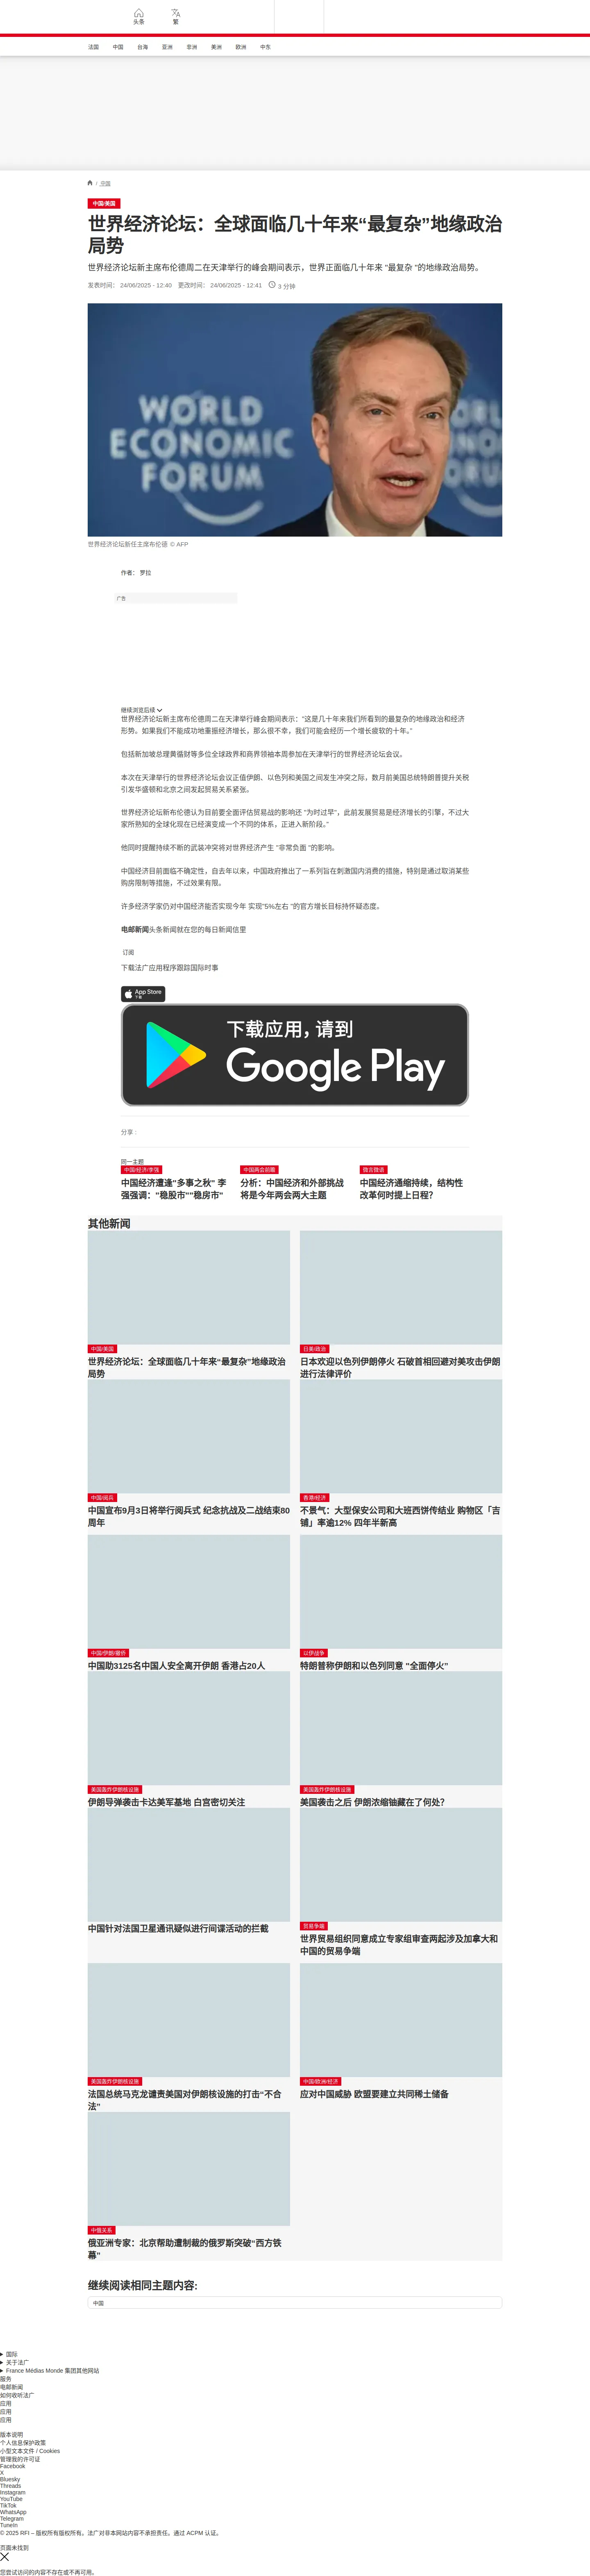 头条
繁
法国 中国 台海 亚洲 非洲 美洲 欧洲 中东
/ 中国
中国/美国
世界经济论坛：全球面临几十年来“最复杂”地缘政治
局势
世界经济论坛新主席布伦德周二在天津举行的峰会期间表示，世界正面临几十年来 "最复杂 "的地缘政治局势。
发表时间： 24/06/2025 - 12:40 更改时间： 24/06/2025 - 12:41 3 分钟
WORLD
ECONOMIC
FORUM
世界经济论坛新任主席布伦德 © AFP
作者： 罗拉
广告
继续浏览后续
世界经济论坛新主席布伦德周二在天津举行峰会期间表示：“这是几十年来我们所看到的最复杂的地缘政治和经济
形势。如果我们不能成功地重振经济增长，那么很不幸，我们可能会经历一个增长疲软的十年。”
包括新加坡总理黄循财等多位全球政界和商界领袖本周参加在天津举行的世界经济论坛会议。
本次在天津举行的世界经济论坛会议正值伊朗、以色列和美国之间发生冲突之际，数月前美国总统特朗普提升关税
引发华盛顿和北京之间发起贸易关系紧张。
世界经济论坛新布伦德认为目前要全面评估贸易战的影响还 "为时过早"，此前发展贸易是经济增长的引擎，不过大
家所熟知的全球化现在已经演变成一个不同的体系，正进入新阶段。”
他同时提醒持续不断的武装冲突将对世界经济产生 "非常负面 "的影响。
中国经济目前面临不确定性，自去年以来，中国政府推出了一系列旨在刺激国内消费的措施，特别是通过取消某些
购房限制等措施，不过效果有限。
许多经济学家仍对中国经济能否实现今年 实现"5%左右 "的官方增长目标持怀疑态度。
电邮新闻头条新闻就在您的每日新闻信里
订阅
下载法广应用程序跟踪国际时事
App Store
下载
下载应用，请到
Google Play
分享 :
同一主题
中国/经济/李强
中国经济遭逢"多事之秋" 李
强强调："稳股市""稳房市"
中国两会前瞻
分析：中国经济和外部挑战
将是今年两会两大主题
微言微语
中国经济通缩持续，结构性
改革何时提上日程?
其他新闻
中国/美国
世界经济论坛：全球面临几十年来“最复杂”地缘政治
局势
日美/政治
日本欢迎以色列伊朗停火 石破首相回避对美攻击伊朗
进行法律评价
中国/阅兵
中国宣布9月3日将举行阅兵式 纪念抗战及二战结束80
周年
香港/经济
不景气：大型保安公司和大班西饼传结业 购物区「吉
铺」率逾12% 四年半新高
中国/伊朗/撤侨
中国助3125名中国人安全离开伊朗 香港占20人
以伊战争
特朗普称伊朗和以色列同意 "全面停火"
美国轰炸伊朗核设施
伊朗导弹袭击卡达美军基地 白宫密切关注
美国轰炸伊朗核设施
美国袭击之后 伊朗浓缩铀藏在了何处?
中国针对法国卫星通讯疑似进行间谍活动的拦截
贸易争端
世界贸易组织同意成立专家组审查两起涉及加拿大和
中国的贸易争端
美国轰炸伊朗核设施
法国总统马克龙谴责美国对伊朗核设施的打击“不合
法”
中国/欧洲/经济
应对中国威胁 欧盟要建立共同稀土储备
中俄关系
俄亚洲专家：北京帮助遭制裁的俄罗斯突破“西方铁
幕”
继续阅读相同主题内容:
中国
国际
关于法广
France Médias Monde 集团其他网站
服务
电邮新闻
如何收听法广
应用
应用
应用
版本说明
个人信息保护政策
小型文本文件 / Cookies
管理我的许可证
Facebook
X
Bluesky
Threads
Instagram
YouTube
TikTok
WhatsApp
Telegram
TuneIn
© 2025 RFI – 版权所有版权所有。法广对非本网站内容不承担责任。通过 ACPM 认证。
页面未找到
您尝试访问的内容不存在或不再可用。